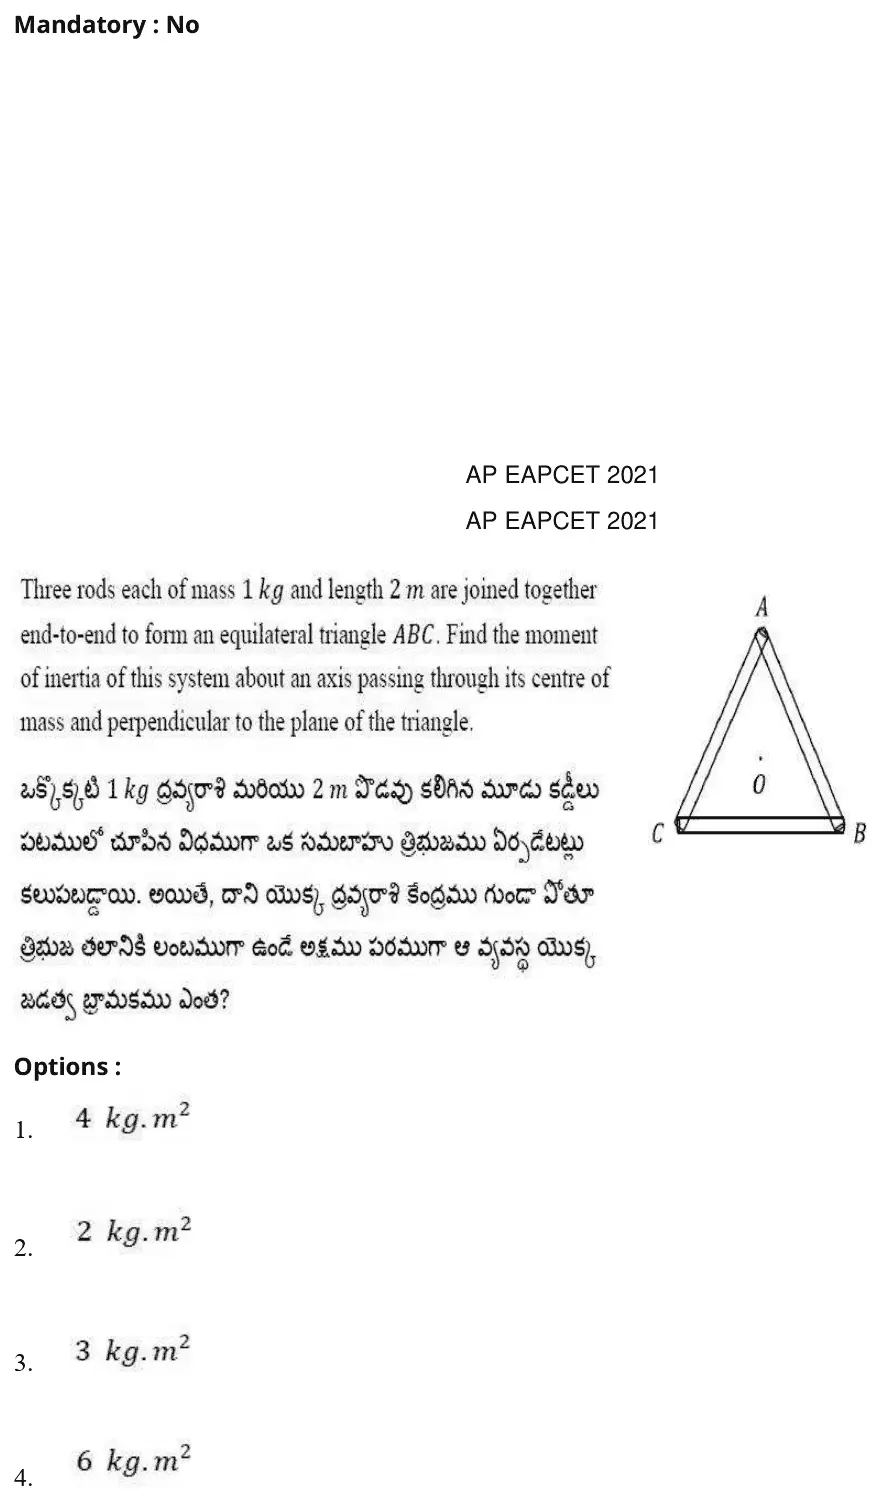 Mandatory : No
AP EAPCET 2021
AP EAPCET 2021
Three rods each of mass 1 kg and length 2 m are joined together
end-to-end to form an equilateral triangle ABC. Find the moment
of inertia of this system about an axis passing through its centre of
mass and perpendicular to the plane of the triangle.
ఒక్కొక్కటి 1 kg ద్రవ్యరాశి మరియు 2 m పొడవు కలిగిన మూడు కడ్డీలు
పటములో చూపిన విధముగా ఒక సమబాహు త్రిభుజము ఏర్పడేటట్లు
కలుపబడ్డాయి. అయితే, దాని యొక్క ద్రవ్యరాశి కేంద్రము గుండా పోతూ
త్రిభుజ తలానికి లంబముగా ఉండే అక్షము పరముగా ఆ వ్యవస్థ యొక్క
జడత్వ భ్రామకము ఎంత?
A
O
C
B
Options :
1. 4 kg.m²
2. 2 kg.m²
3. 3 kg.m²
4. 6 kg.m²